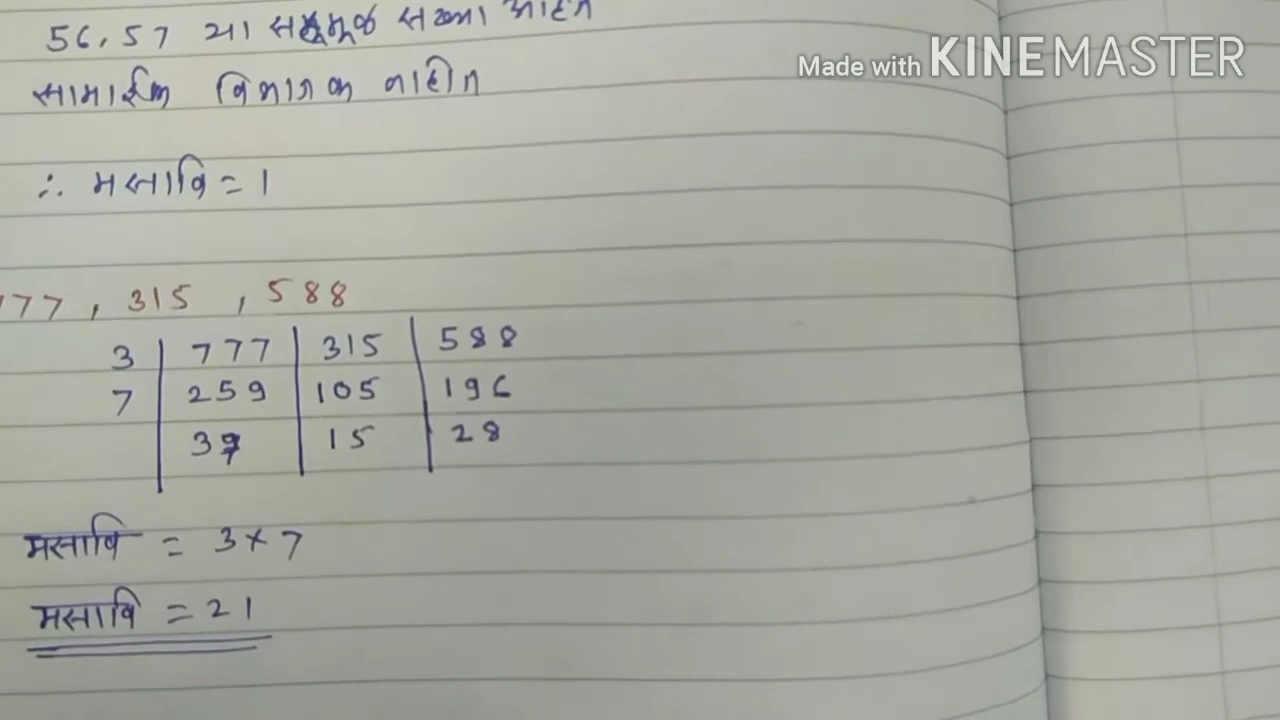 56, 57 या सहमूळ संख्या आहेत
Made with KINEMASTER
सामाईक विभाजक नाहीत
∴ मसावि = 1
777, 315, 588
3 | 777 | 315 | 588
7 | 259 | 105 | 196
37 | 15 | 28
मसावि = 3 × 7
मसावि = 21